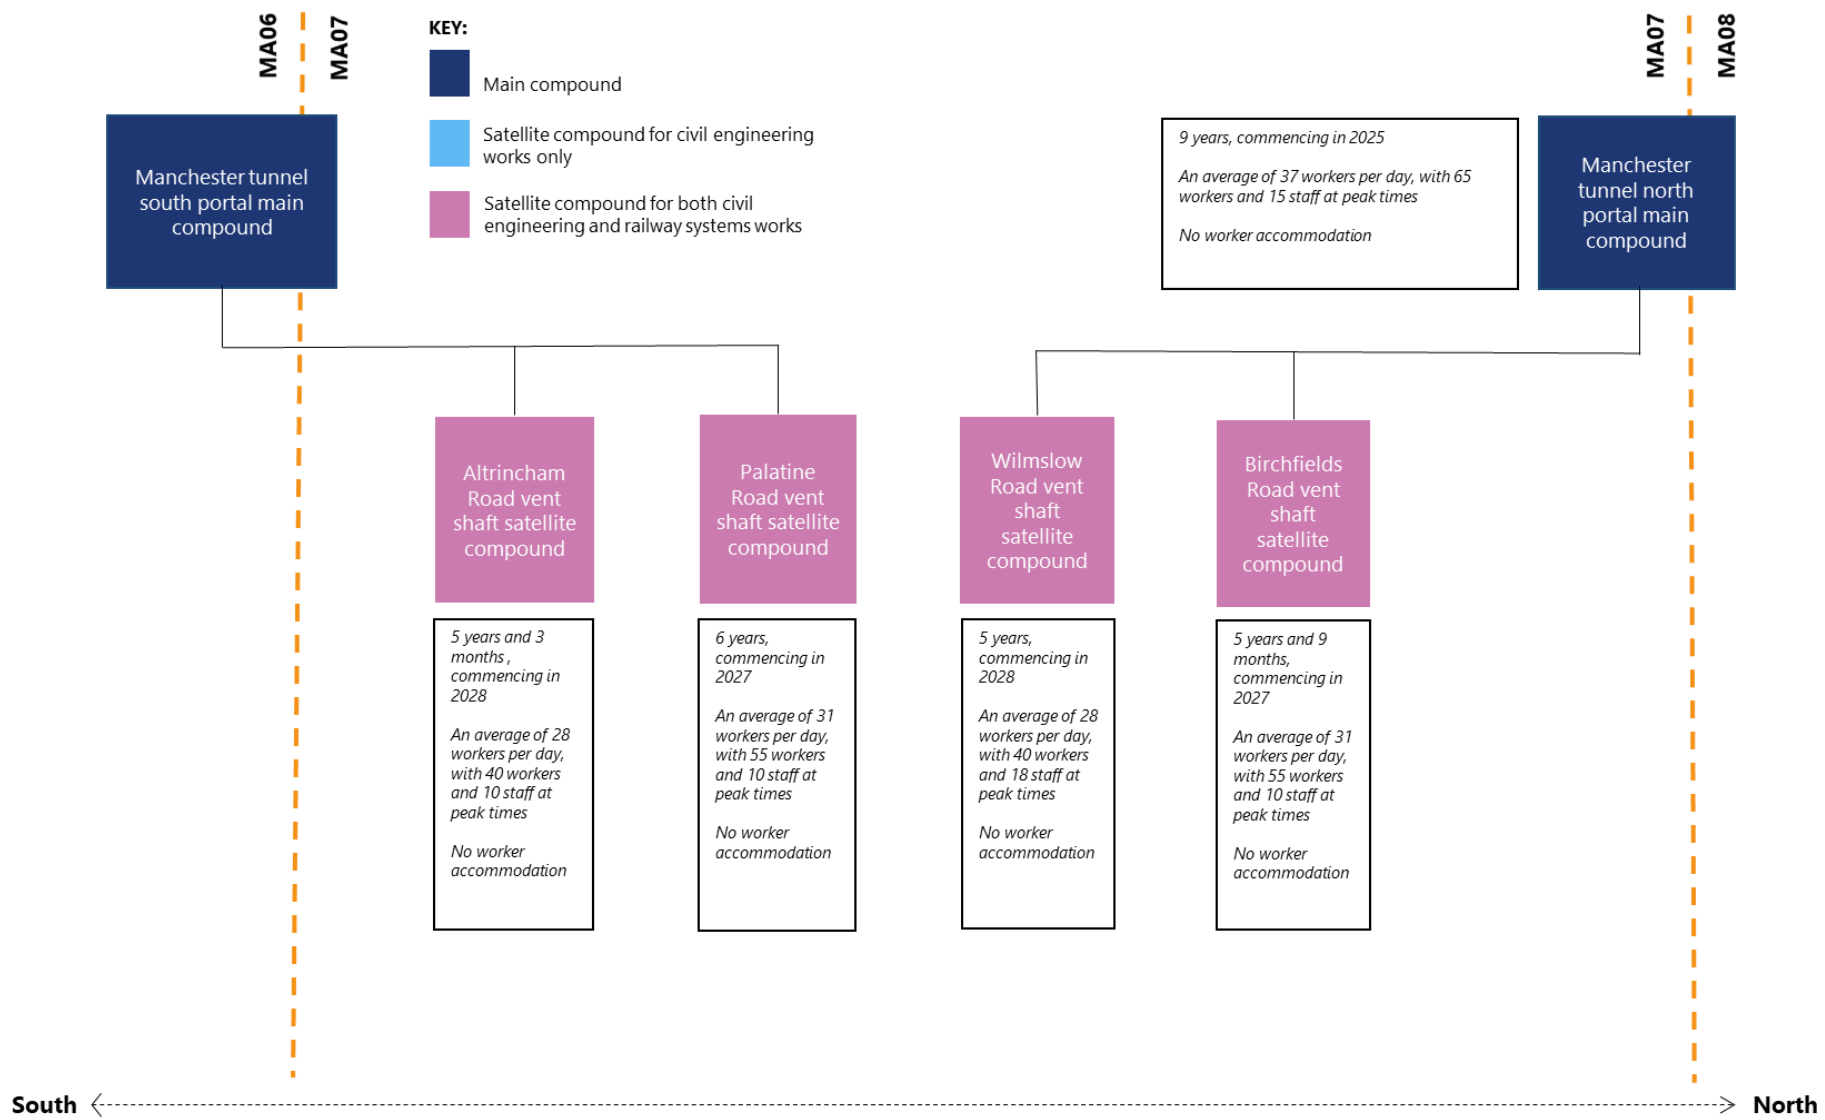 MA06
MA07
KEY:
Main compound
Satellite compound for civil engineering
works only
Satellite compound for both civil
engineering and railway systems works
MA07
MA08
Manchester tunnel
south portal main
compound
9 years, commencing in 2025
An average of 37 workers per day, with 65
workers and 15 staff at peak times
No worker accommodation
Manchester
tunnel north
portal main
compound
Altrincham
Road vent
shaft satellite
compound
Palatine
Road vent
shaft satellite
compound
Wilmslow
Road vent
shaft
satellite
compound
Birchfields
Road vent
shaft
satellite
compound
5 years and 3
months ,
commencing in
2028
An average of 28
workers per day,
with 40 workers
and 10 staff at
peak times
No worker
accommodation
6 years,
commencing in
2027
An average of 31
workers per day,
with 55 workers
and 10 staff at
peak times
No worker
accommodation
5 years,
commencing in
2028
An average of 28
workers per day,
with 40 workers
and 18 staff at
peak times
No worker
accommodation
5 years and 9
months,
commencing in
2027
An average of 31
workers per day,
with 55 workers
and 10 staff at
peak times
No worker
accommodation
South
North